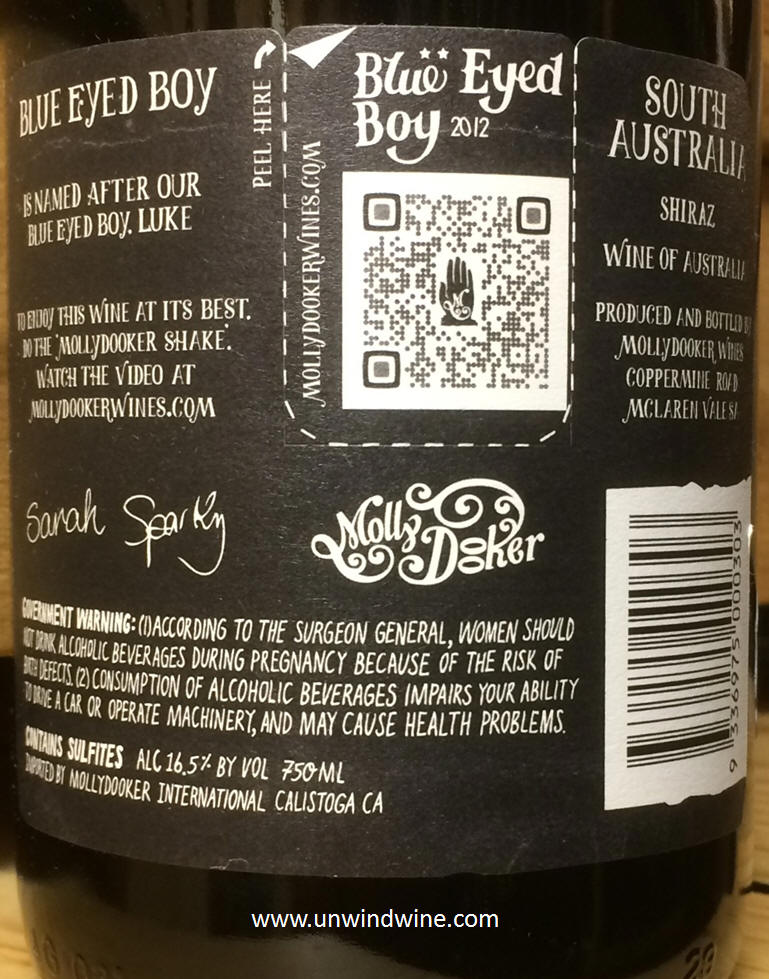 BLUE EYED BOY
IS NAMED AFTER OUR
BLUE EYED BOY, LUKE
TO ENJOY THIS WINE AT ITS BEST,
DO THE 'MOLLYDOOKER SHAKE'.
WATCH THE VIDEO AT
MOLLYDOOKERWINES.COM
Sarah Sparky
PEEL HERE
MOLLYDOOKERWINES.COM
Blue Eyed
Boy 2012
Molly
Dooker
SOUTH
AUSTRALIA
SHIRAZ
WINE OF AUSTRALIA
PRODUCED AND BOTTLED BY
MOLLYDOOKER WINES
COPPERMINE ROAD
MCLAREN VALE SA
GOVERNMENT WARNING: (1) ACCORDING TO THE SURGEON GENERAL, WOMEN SHOULD
NOT DRINK ALCOHOLIC BEVERAGES DURING PREGNANCY BECAUSE OF THE RISK OF
BIRTH DEFECTS. (2) CONSUMPTION OF ALCOHOLIC BEVERAGES IMPAIRS YOUR ABILITY
TO DRIVE A CAR OR OPERATE MACHINERY, AND MAY CAUSE HEALTH PROBLEMS.
CONTAINS SULFITES ALC 16.5% BY VOL 750ML
IMPORTED BY MOLLYDOOKER INTERNATIONAL CALISTOGA CA
9 336975 000303
www.unwindwine.com